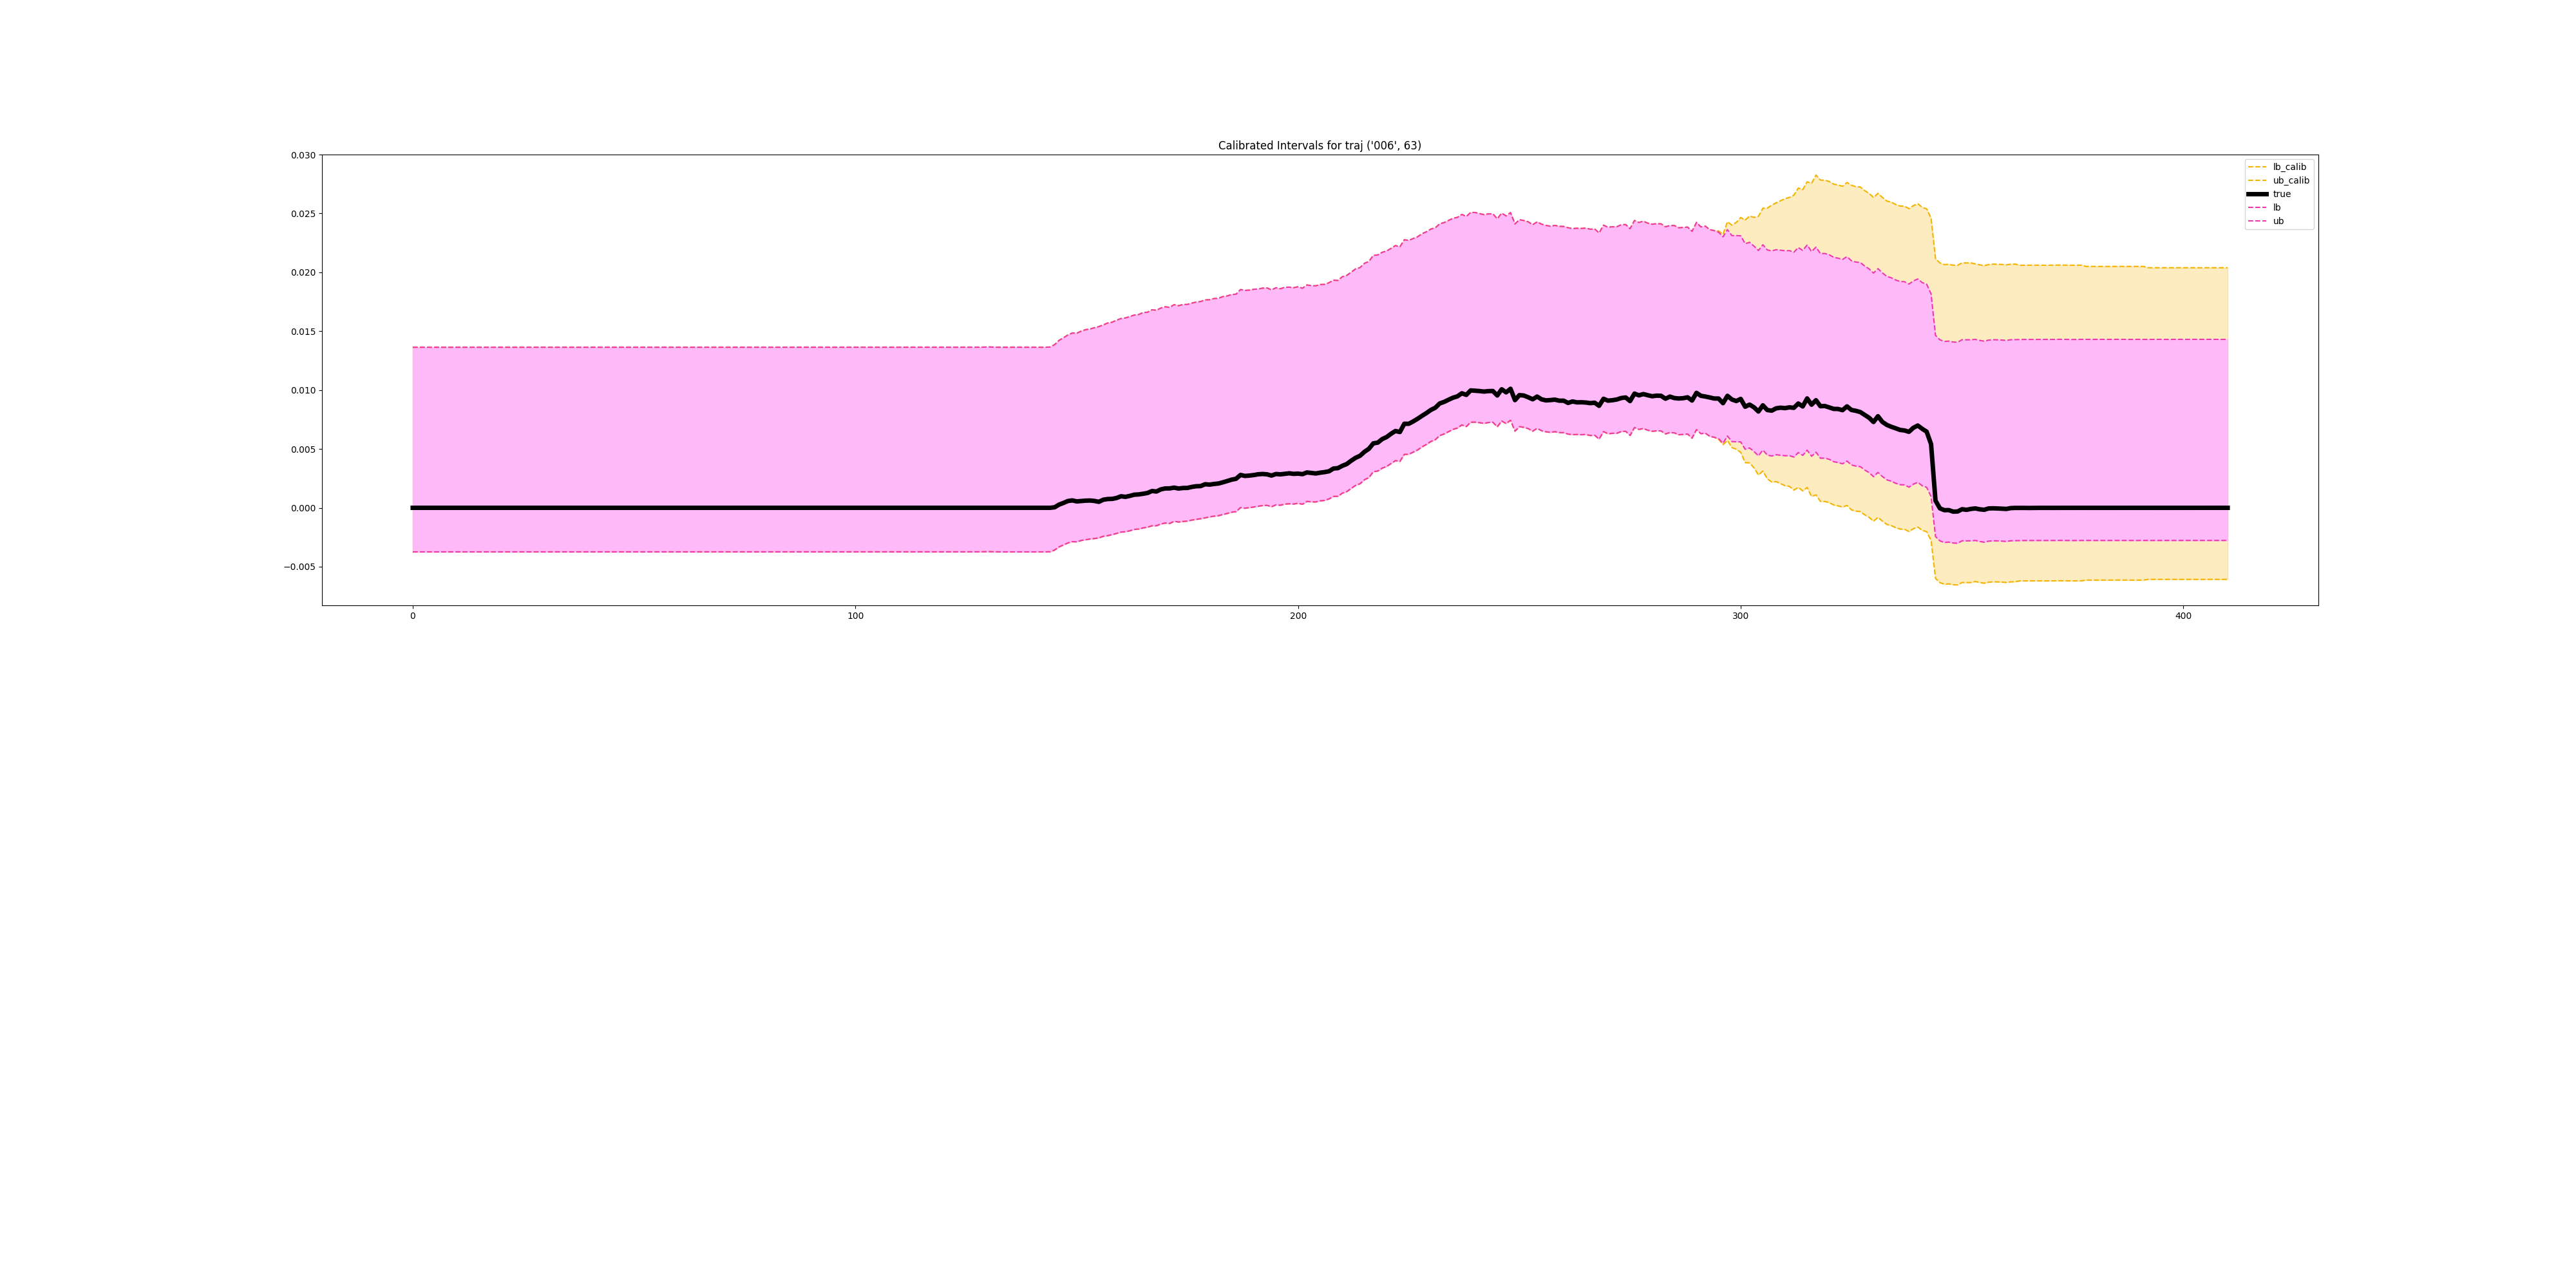 Calibrated Intervals for traj ('006', 63)
0.030
0.025
0.020
0.015
0.010
0.005
0.000
−0.005
0 100 200 300 400
lb_calib
ub_calib
true
lb
ub